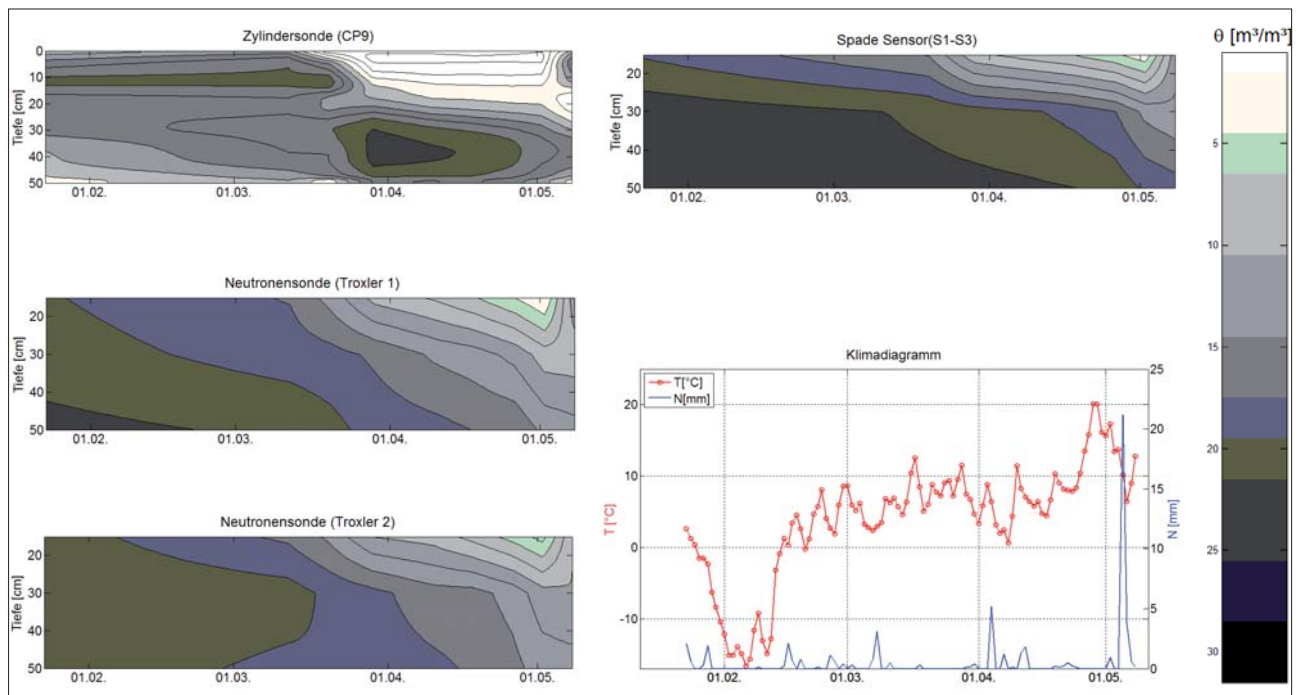 Zylindersonde (CP9)
Tiefe [cm]
0
10
20
30
40
50
01.02. 01.03. 01.04. 01.05.
Spade Sensor(S1-S3)
Tiefe [cm]
20
30
40
50
01.02. 01.03. 01.04. 01.05.
Neutronensonde (Troxler 1)
Tiefe [cm]
20
30
40
50
01.02. 01.03. 01.04. 01.05.
Neutronensonde (Troxler 2)
Tiefe [cm]
20
30
40
50
01.02. 01.03. 01.04. 01.05.
Klimadiagramm
T[°C]
N[mm]
T [°C]
20
10
0
-10
N [mm]
25
20
15
10
5
0
01.02. 01.03. 01.04. 01.05.
θ [m³/m³]
5
10
15
20
25
30